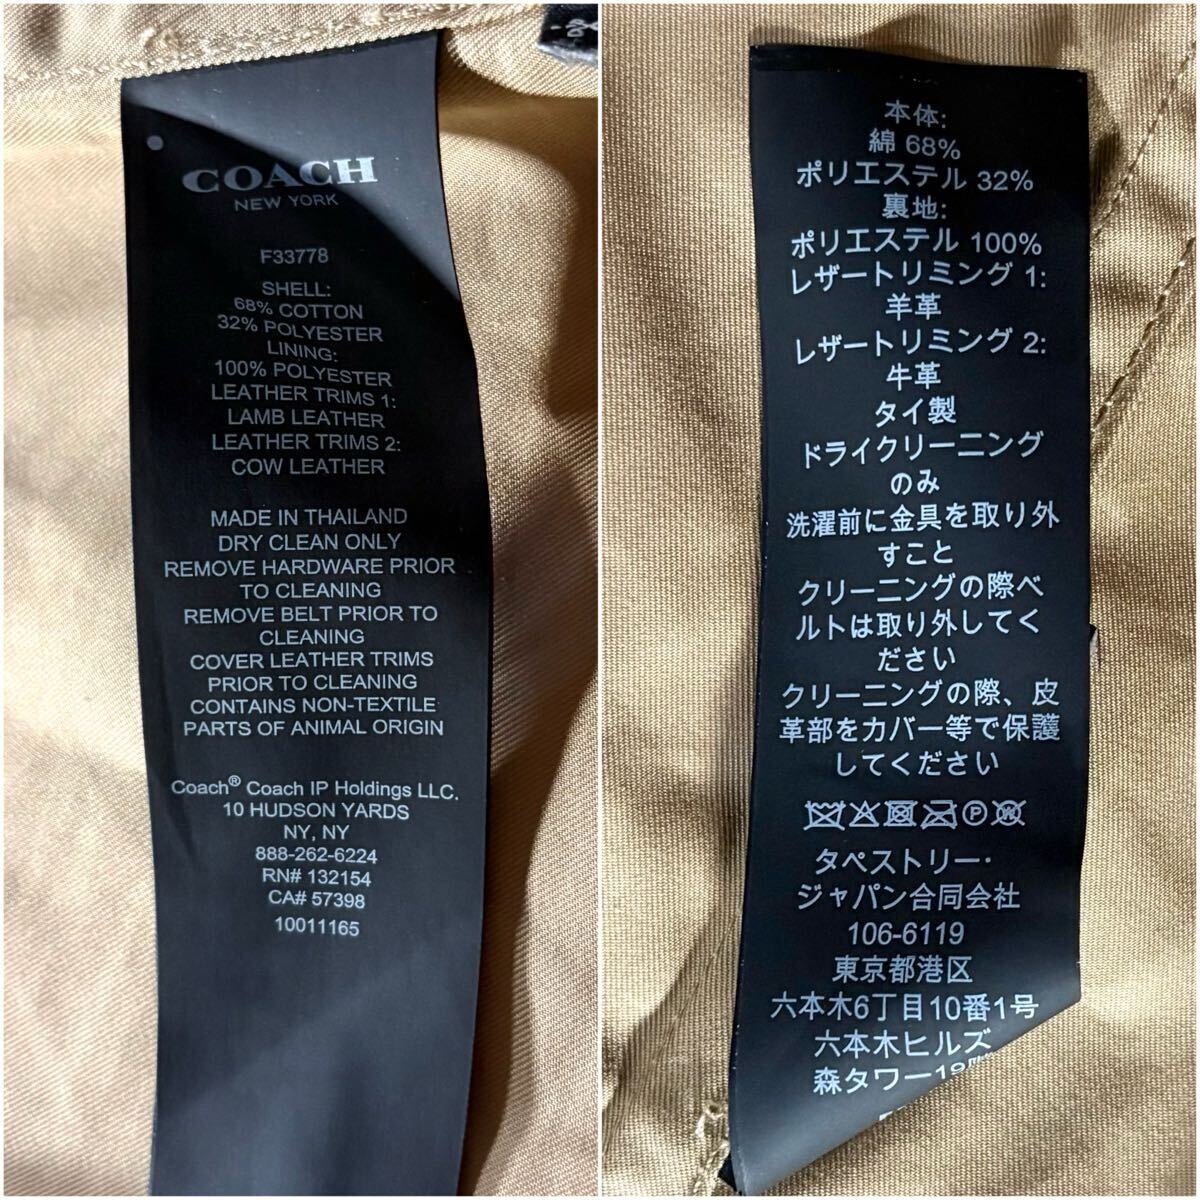 COACH
NEW YORK
F33778
SHELL:
68% COTTON
32% POLYESTER
LINING:
100% POLYESTER
LEATHER TRIMS 1:
LAMB LEATHER
LEATHER TRIMS 2:
COW LEATHER
MADE IN THAILAND
DRY CLEAN ONLY
REMOVE HARDWARE PRIOR
TO CLEANING
REMOVE BELT PRIOR TO
CLEANING
COVER LEATHER TRIMS
PRIOR TO CLEANING
CONTAINS NON-TEXTILE
PARTS OF ANIMAL ORIGIN
Coach® Coach IP Holdings LLC.
10 HUDSON YARDS
NY, NY
888-262-6224
RN# 132154
CA# 57398
10011165
本体:
綿 68%
ポリエステル 32%
裏地:
ポリエステル 100%
レザートリミング 1:
羊革
レザートリミング 2:
牛革
タイ製
ドライクリーニング
のみ
洗濯前に金具を取り外
すこと
クリーニングの際ベ
ルトは取り外してく
ださい
クリーニングの際、皮
革部をカバー等で保護
してください
P W
タペストリー・
ジャパン合同会社
106-6119
東京都港区
六本木6丁目10番1号
六本木ヒルズ
森タワー